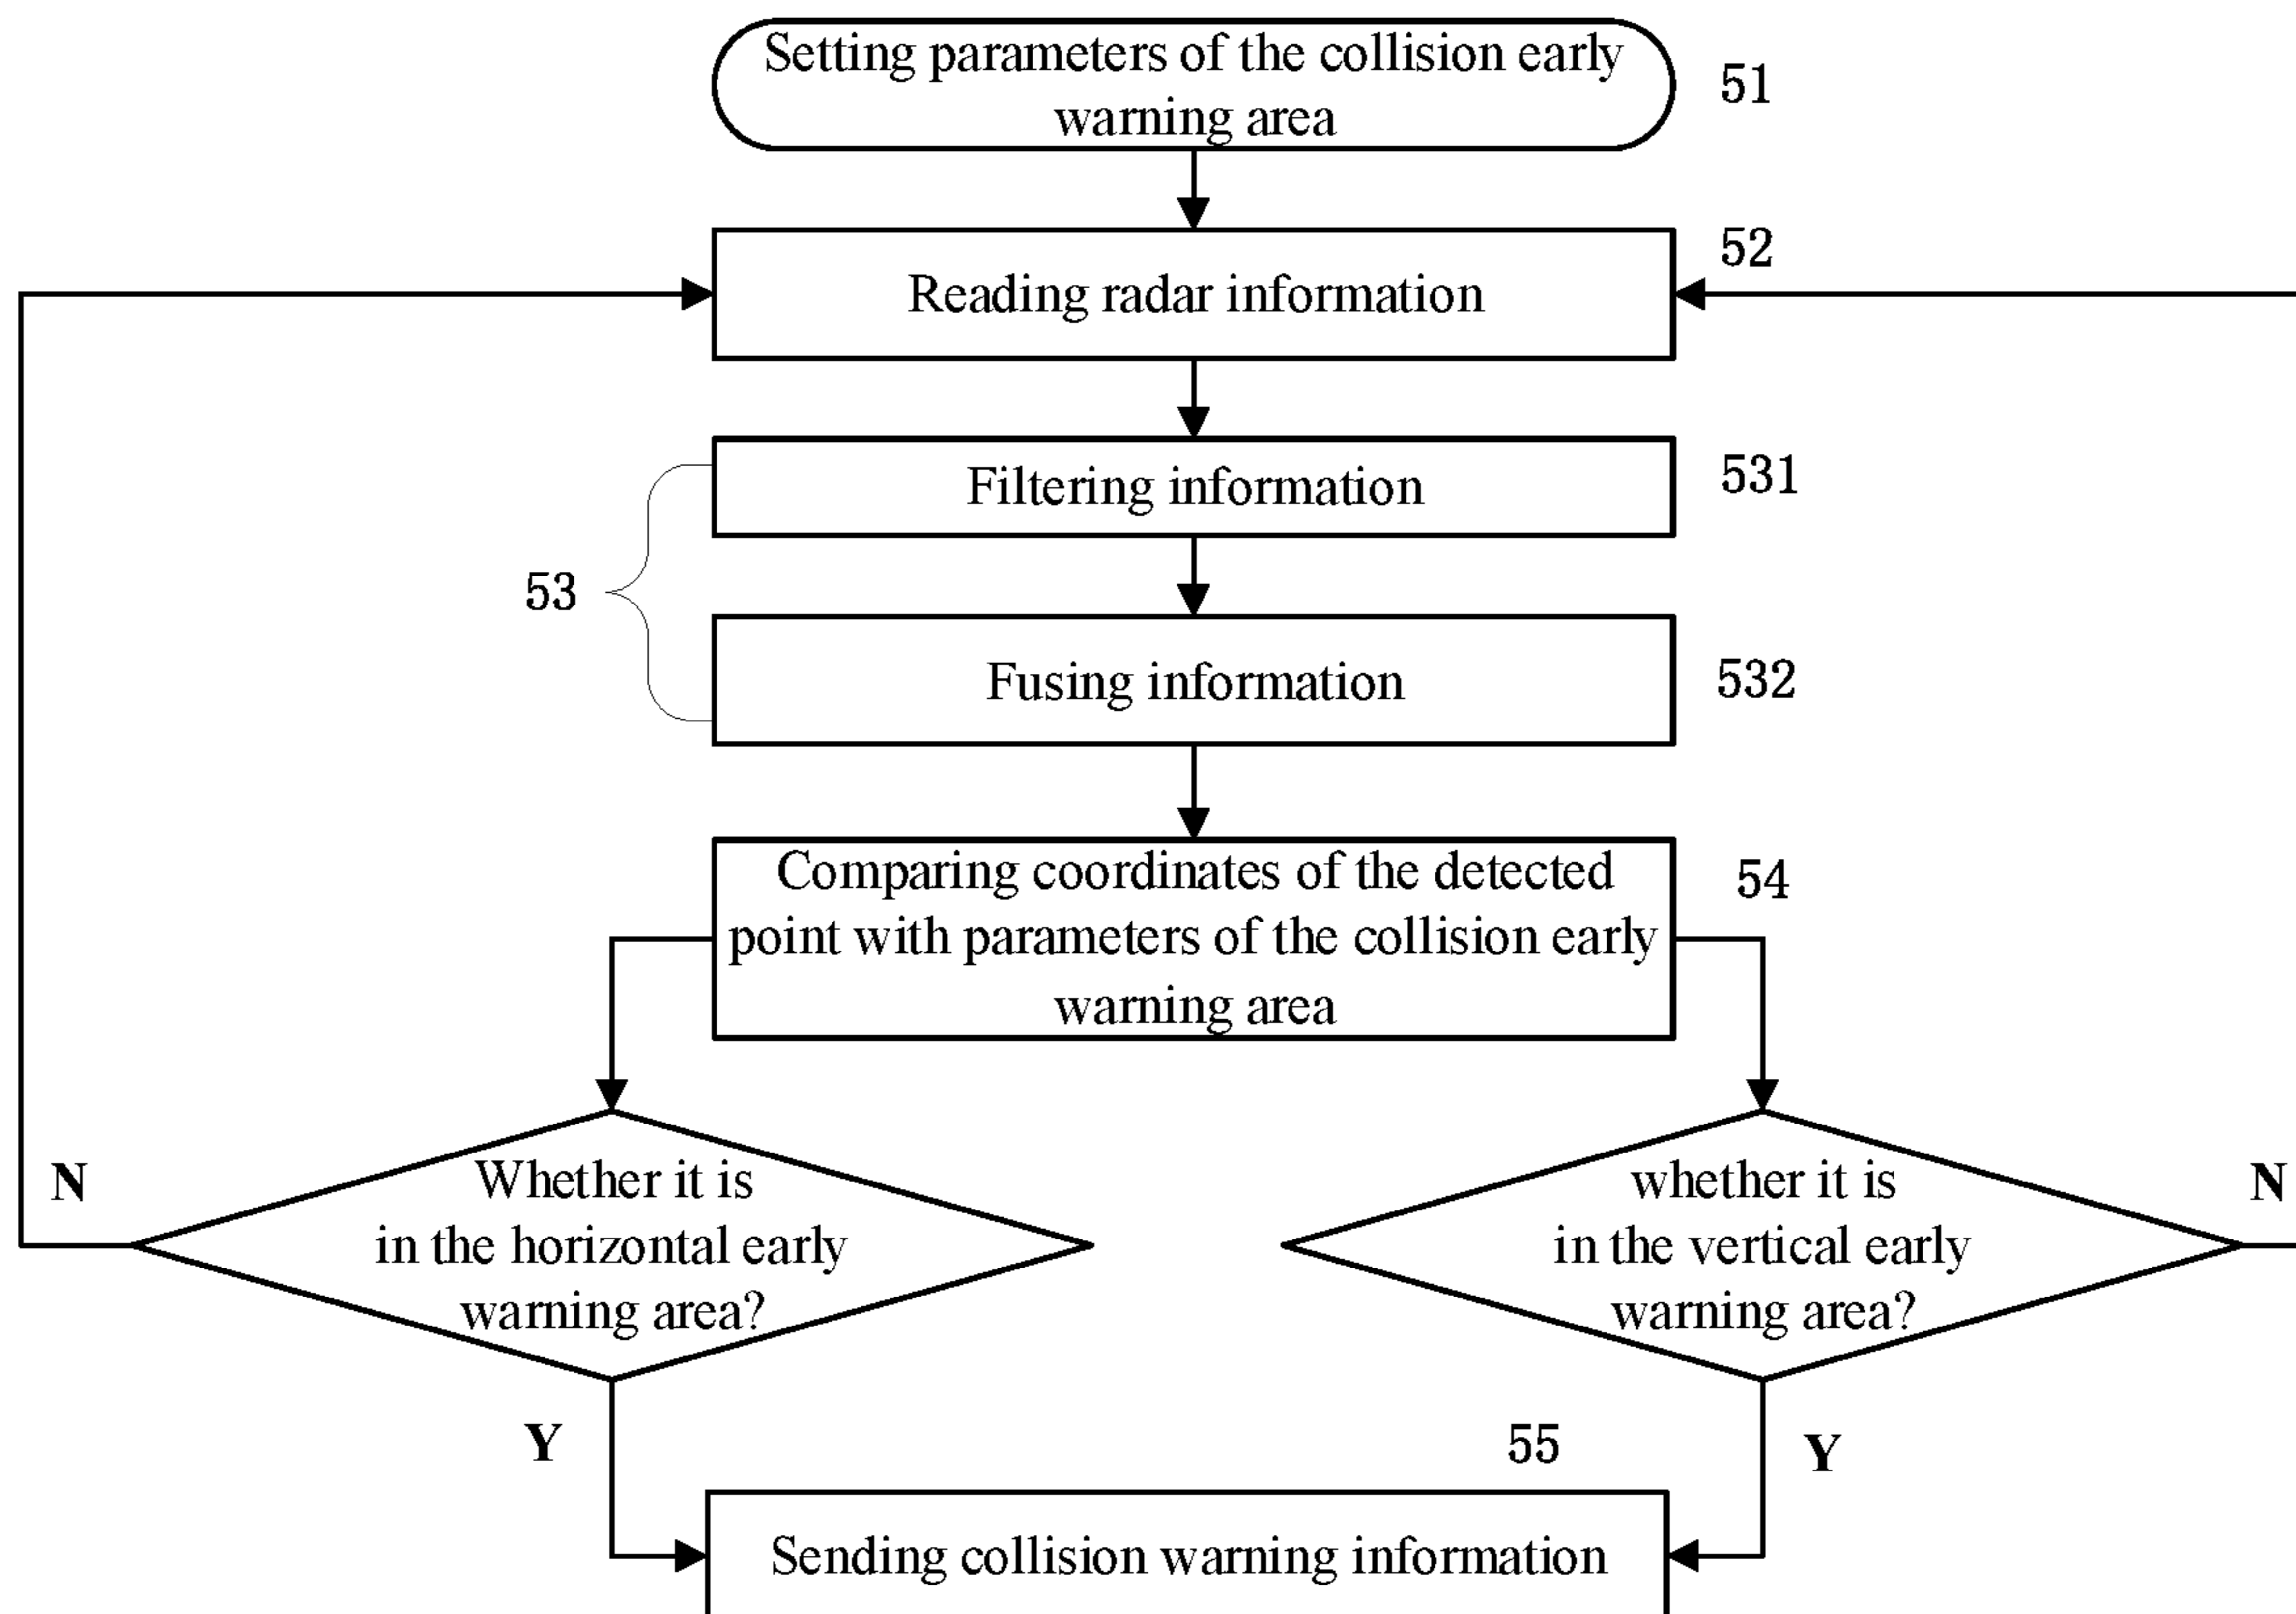 Setting parameters of the collision early
warning area
51
52
Reading radar information
Filtering information
531
53
Fusing information
532
Comparing coordinates of the detected
point with parameters of the collision early
warning area
54
N
Whether it is
in the horizontal early
warning area?
whether it is
in the vertical early
warning area?
N
Y
55
Y
Sending collision warning information